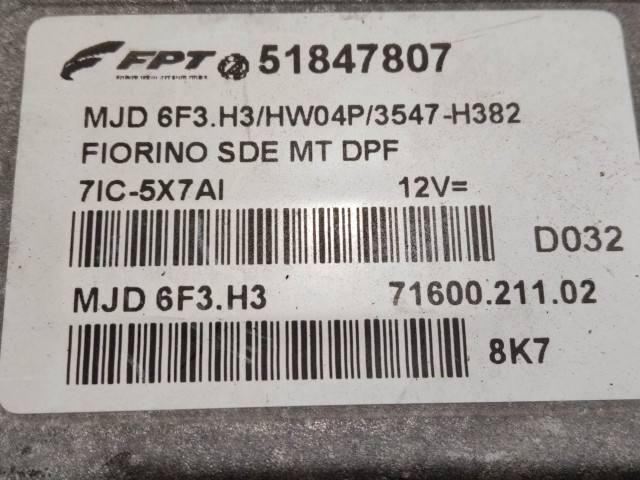 FPT 51847807
MJD 6F3.H3/HW04P/3547-H382
FIORINO SDE MT DPF
7IC-5X7AI 12V=
D032
MJD 6F3.H3 71600.211.02
8K7